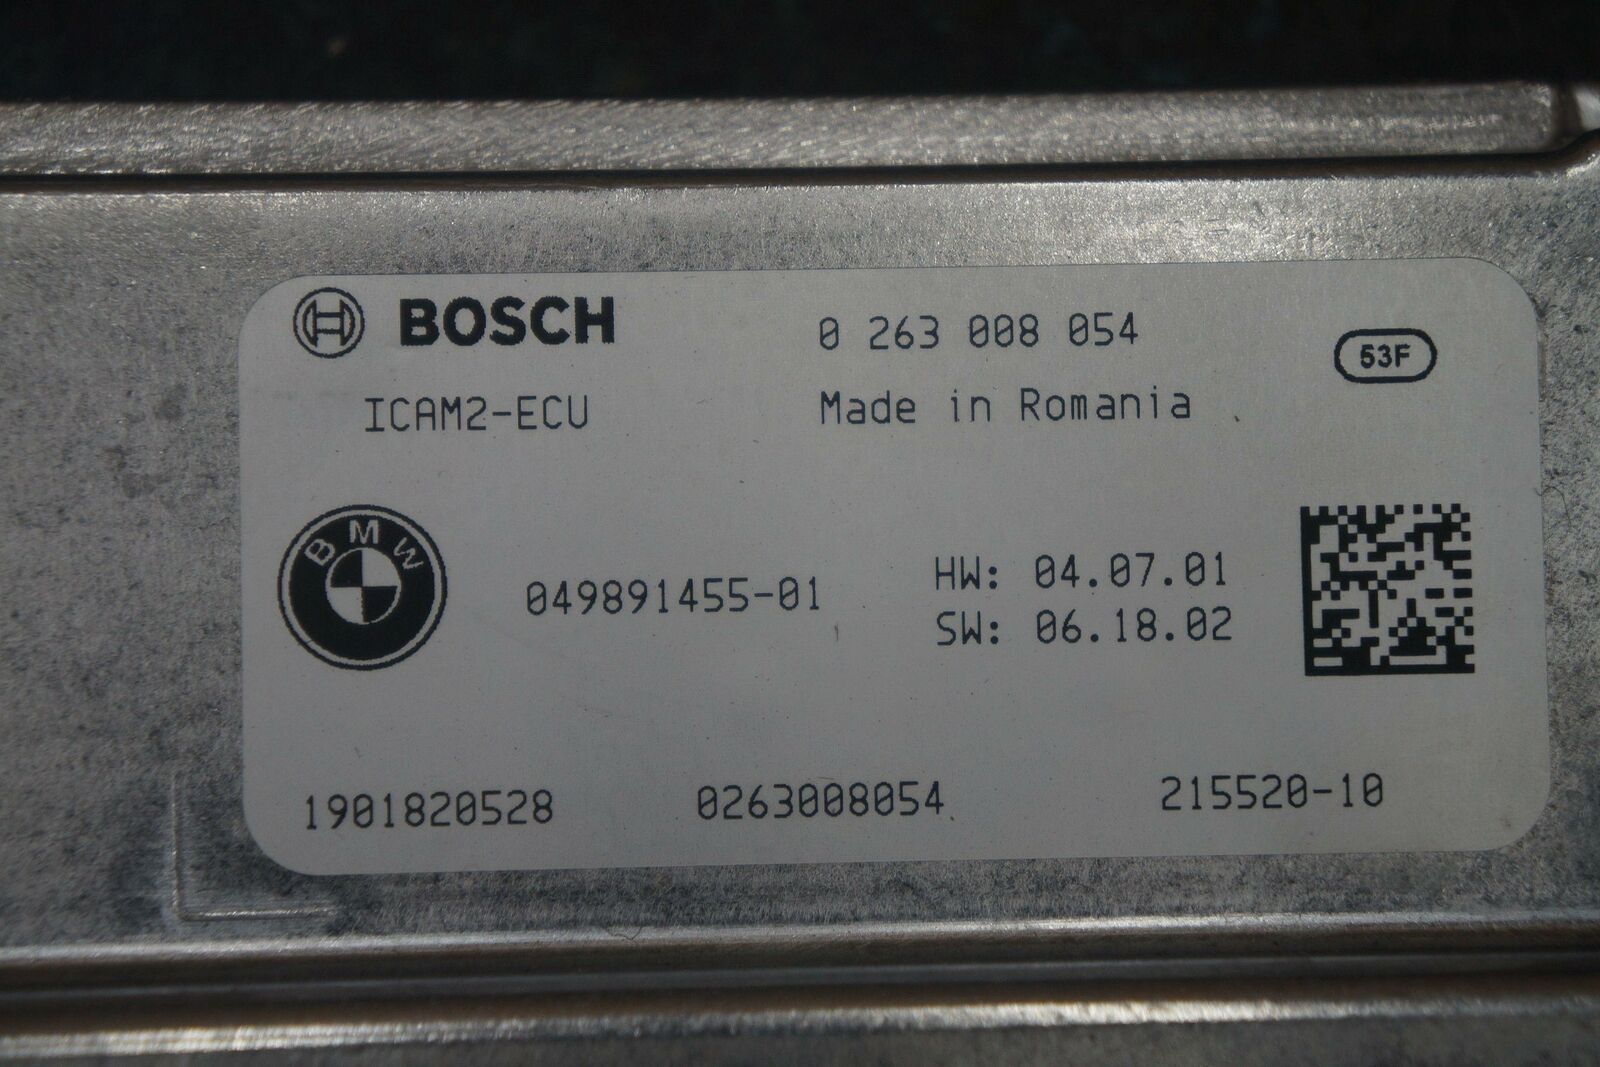 BOSCH 0 263 008 054 53F
ICAM2-ECU Made in Romania
BMW 049891455-01 HW: 04.07.01
SW: 06.18.02
1901820528 0263008054 215520-10